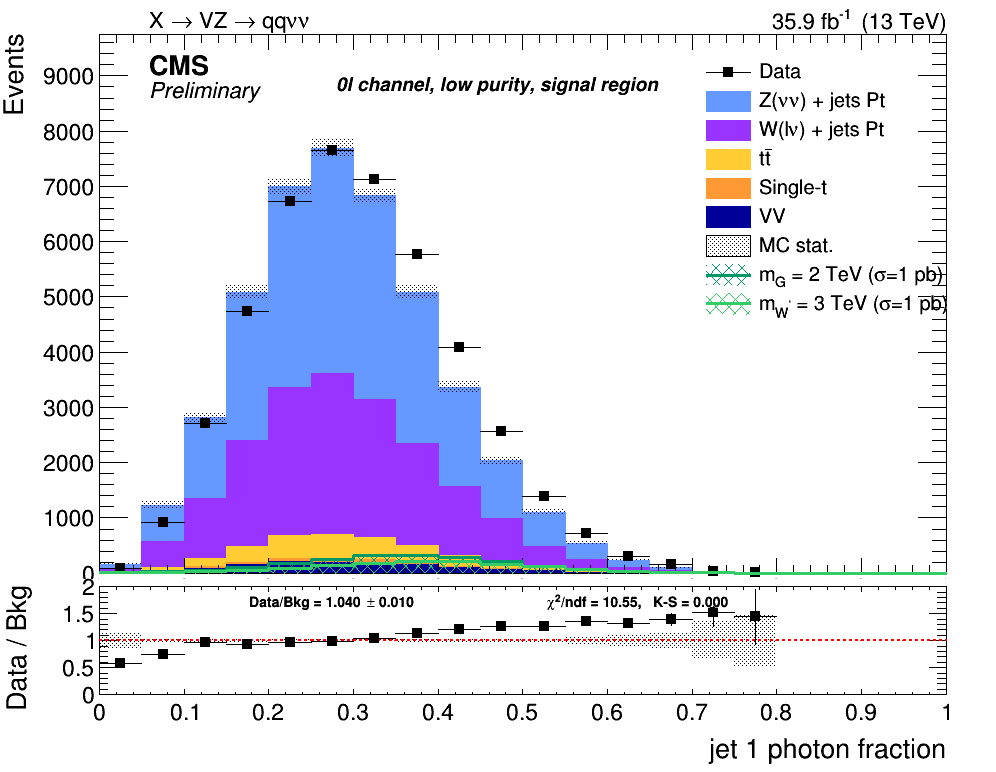 X → VZ → qqνν 35.9 fb⁻¹ (13 TeV)
Events
CMS
Preliminary
0l channel, low purity, signal region
Data
Z(νν) + jets Pt
W(lν) + jets Pt
tt̅
Single-t
VV
MC stat.
m_G = 2 TeV (σ=1 pb)
m_W' = 3 TeV (σ=1 pb)
9000
8000
7000
6000
5000
4000
3000
2000
1000
0
Data / Bkg
Data/Bkg = 1.040 ± 0.010 χ²/ndf = 10.55, K-S = 0.000
2
1.5
1
0.5
0
0 0.1 0.2 0.3 0.4 0.5 0.6 0.7 0.8 0.9 1
jet 1 photon fraction